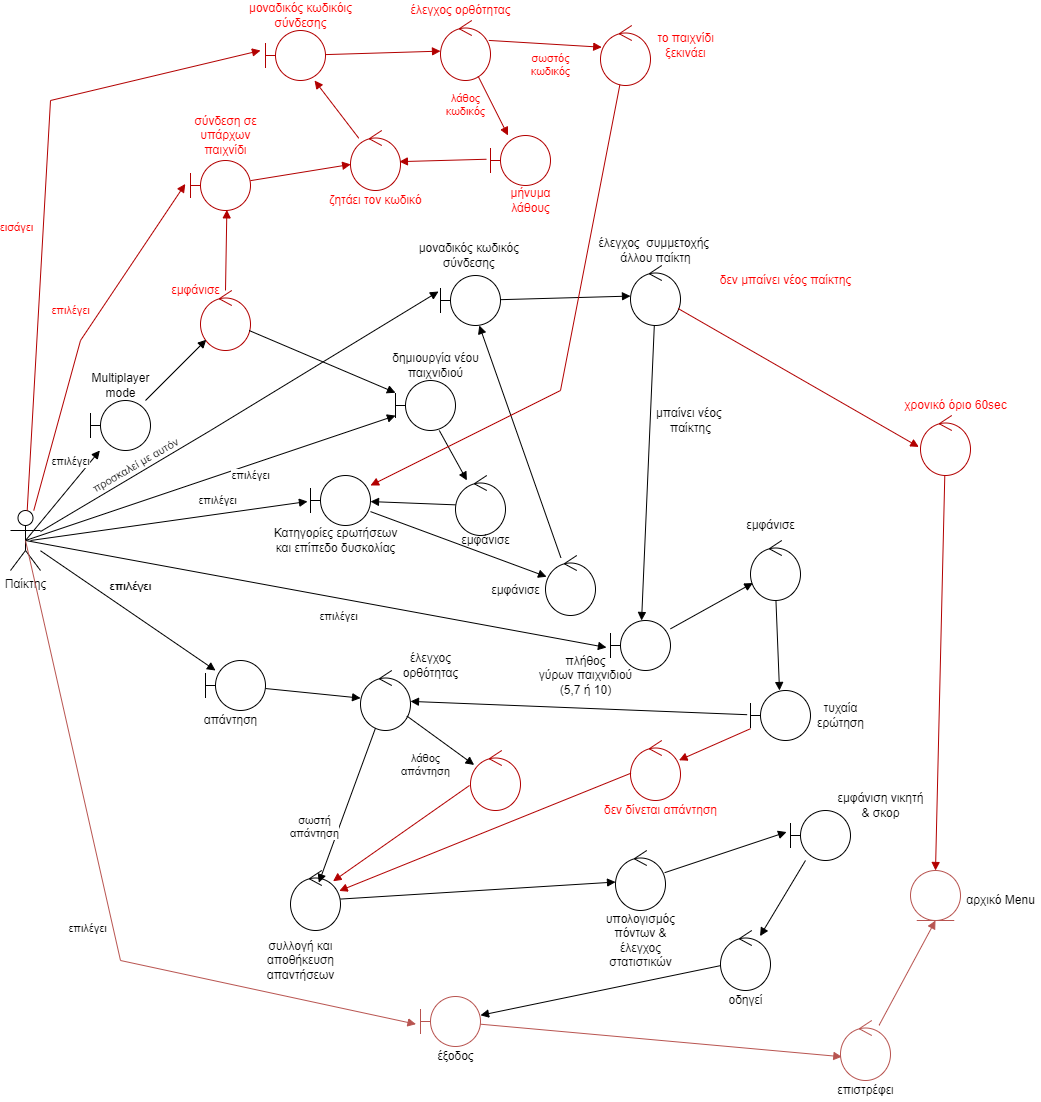 μοναδικός κωδικόις
σύνδεσης
έλεγχος ορθότητας
το παιχνίδι
ξεκινάει
σωστός
κωδικός
λάθος
κωδικός
σύνδεση σε
υπάρχων
παιχνίδι
ζητάει τον κωδικό
μήνυμα
λάθους
εισάγει
μοναδικός κωδικός
σύνδεσης
έλεγχος συμμετοχής
άλλου παίκτη
δεν μπαίνει νέος παίκτης
εμφάνισε
επιλέγει
δημιουργία νέου
παιχνιδιού
Multiplayer
mode
χρονικό όριο 60sec
μπαίνει νέος
παίκτης
επιλέγει
προσκαλεί με αυτόν
επιλέγει
επιλέγει
Κατηγορίες ερωτήσεων
και επίπεδο δυσκολίας
εμφάνισε
εμφάνισε
Παίκτης
επιλέγει
εμφάνισε
επιλέγει
πλήθος
γύρων παιχνιδιού
(5,7 ή 10)
έλεγχος
ορθότητας
απάντηση
τυχαία
ερώτηση
λάθος
απάντηση
δεν δίνεται απάντηση
εμφάνιση νικητή
& σκορ
σωστή
απάντηση
αρχικό Menu
υπολογισμός
πόντων &
έλεγχος
στατιστικών
επιλέγει
συλλογή και
αποθήκευση
απαντήσεων
οδηγεί
έξοδος
επιστρέφει